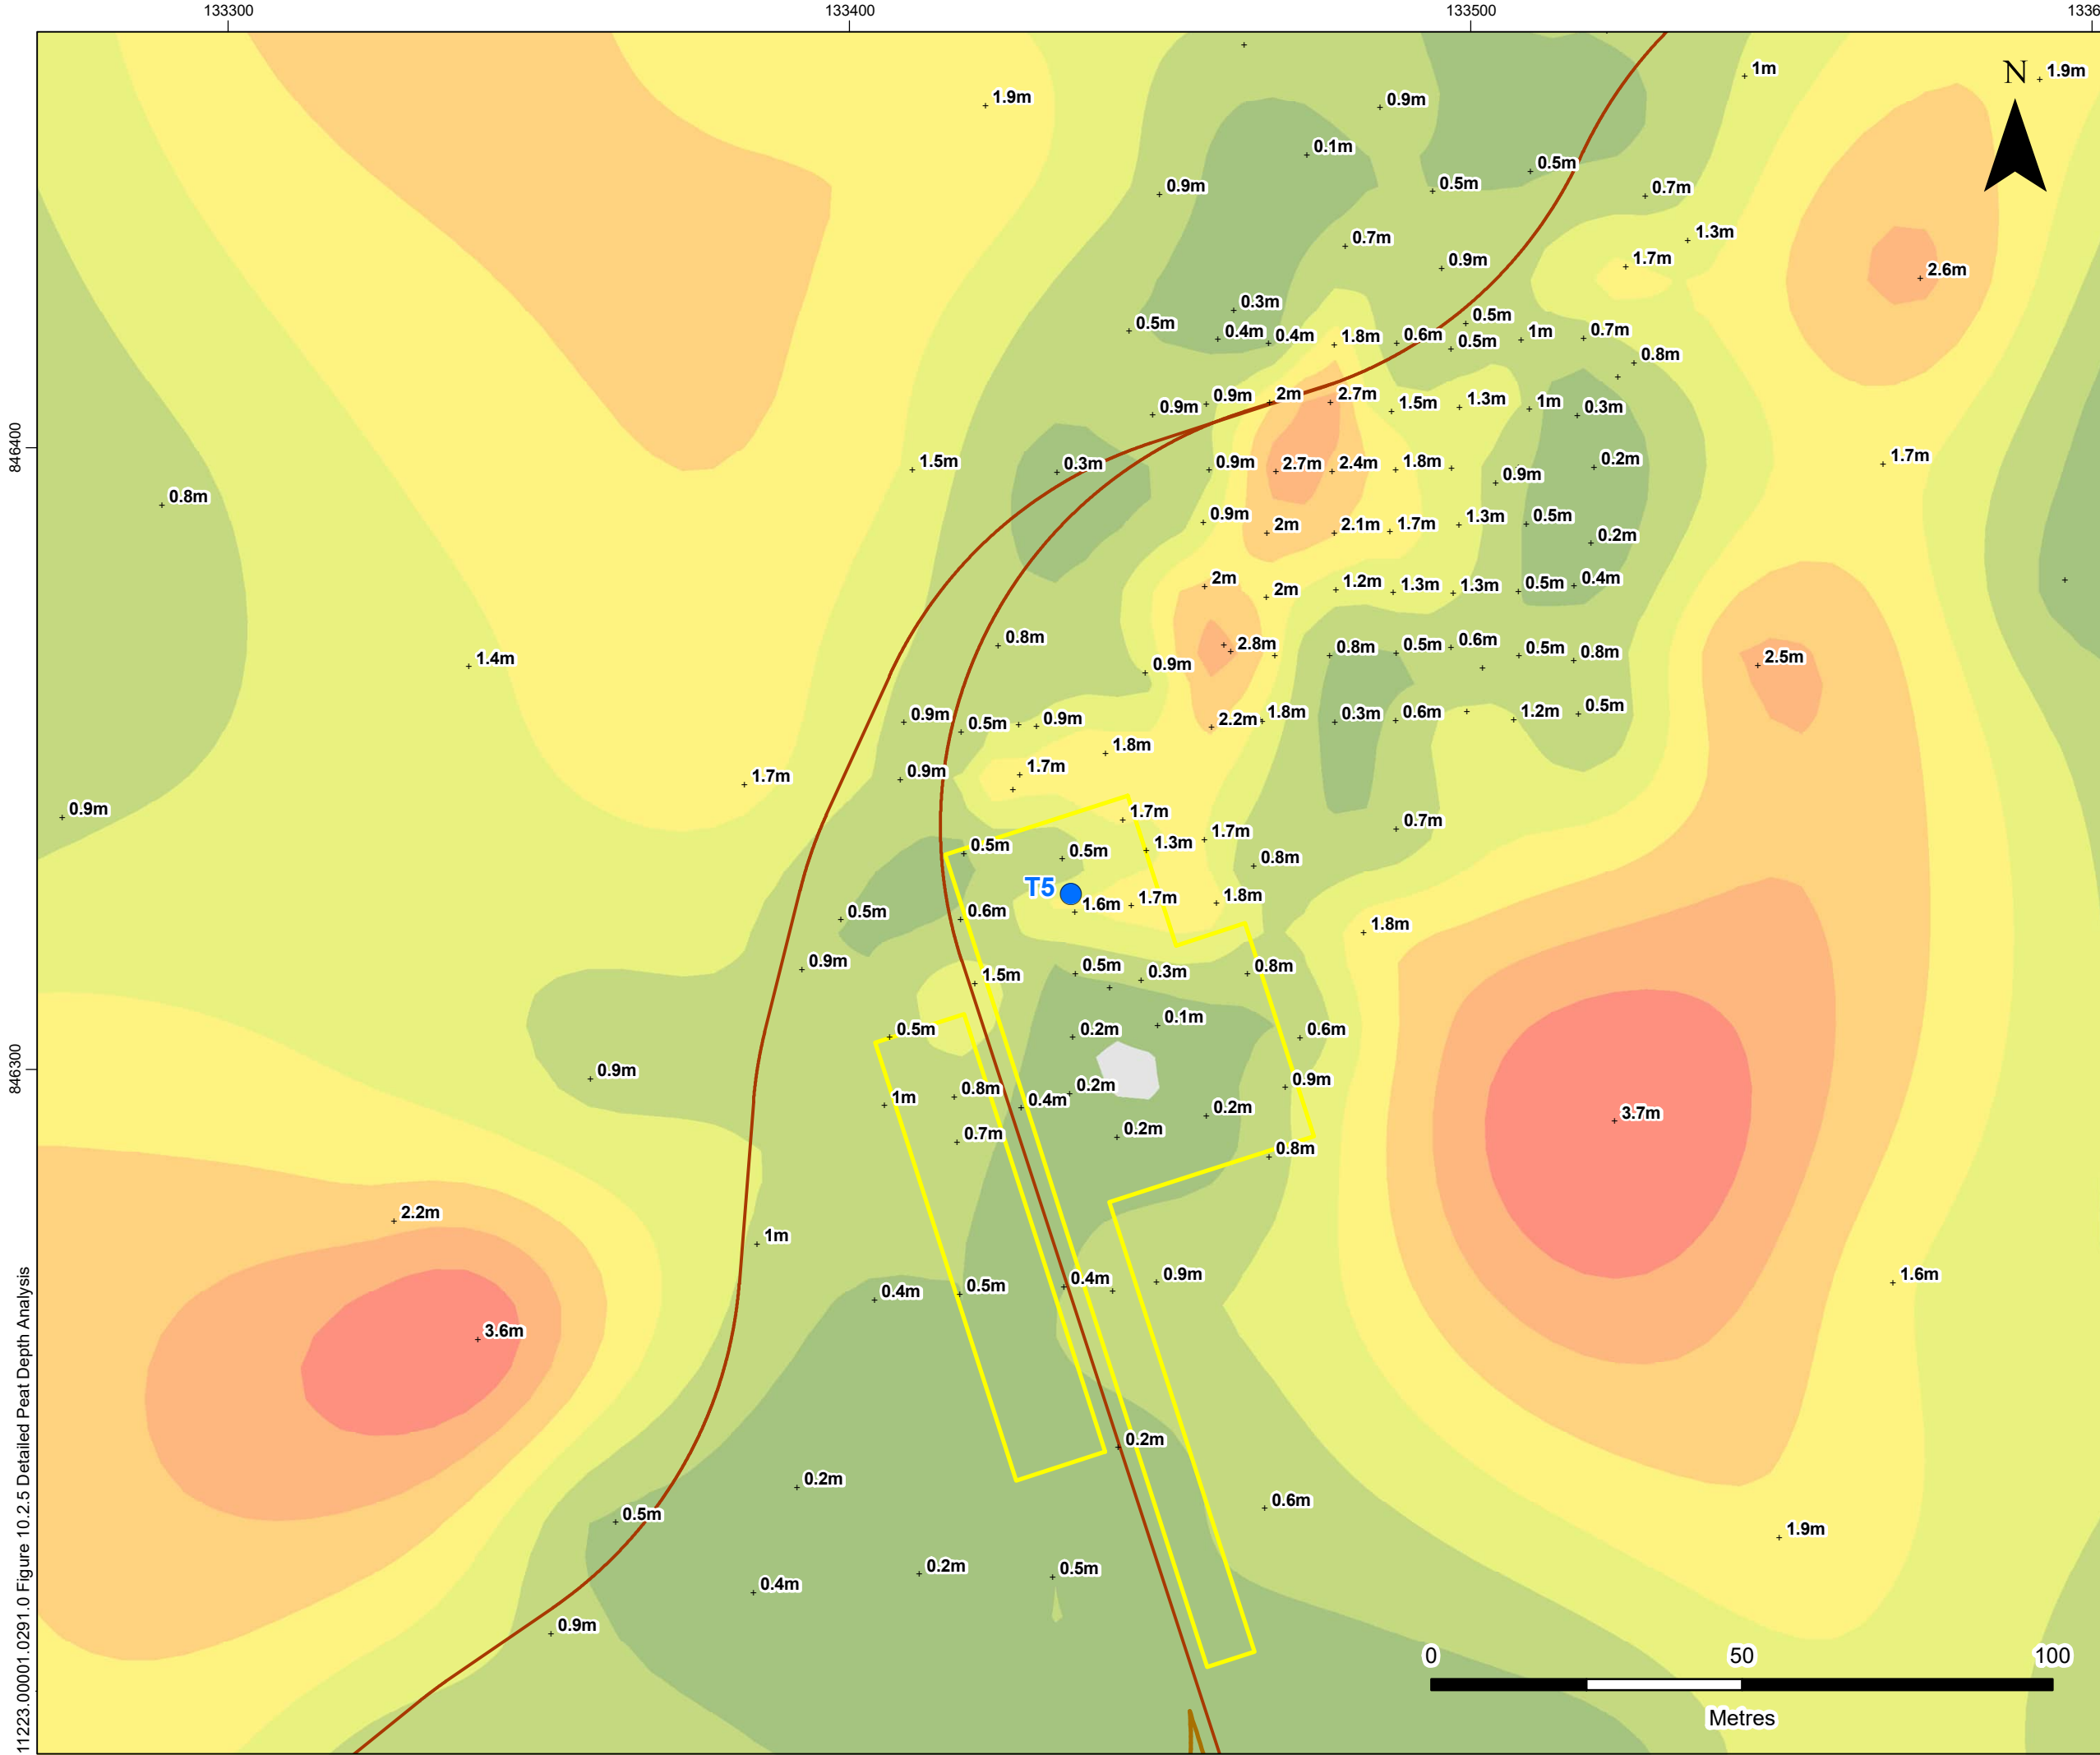 133300
133400
133500
1336
N
1.9m
1m
1.9m
0.9m
0.1m
0.5m
0.9m
0.5m
0.7m
0.7m
1.3m
0.9m
1.7m
2.6m
0.3m
0.5m
0.5m
0.4m
0.4m
1.8m
0.6m
0.5m
1m
0.7m
0.8m
0.9m
0.9m
2m
2.7m
1.5m
1.3m
1m
0.3m
846400
1.5m
0.3m
0.9m
2.7m
2.4m
1.8m
0.9m
0.2m
1.7m
0.8m
0.9m
2m
2.1m
1.7m
1.3m
0.5m
0.2m
2m
2m
1.2m
1.3m
1.3m
0.5m
0.4m
0.8m
2.8m
0.8m
0.5m
0.6m
0.5m
0.8m
2.5m
1.4m
0.9m
0.9m
0.5m
0.9m
2.2m
1.8m
0.3m
0.6m
1.2m
0.5m
1.8m
1.7m
0.9m
1.7m
0.9m
1.7m
1.7m
0.7m
0.5m
0.5m
1.3m
0.8m
T5
1.6m
1.7m
1.8m
0.5m
0.6m
1.8m
0.9m
1.5m
0.5m
0.3m
0.8m
0.5m
0.2m
0.1m
0.6m
846300
0.9m
1m
0.8m
0.4m
0.2m
0.2m
0.9m
3.7m
0.7m
0.2m
0.8m
2.2m
1m
0.4m
0.5m
0.4m
0.9m
1.6m
3.6m
0.2m
0.2m
0.5m
0.6m
1.9m
0.4m
0.2m
0.5m
0.9m
0
50
100
Metres
11223.00001.0291.0 Figure 10.2.5 Detailed Peat Depth Analysis